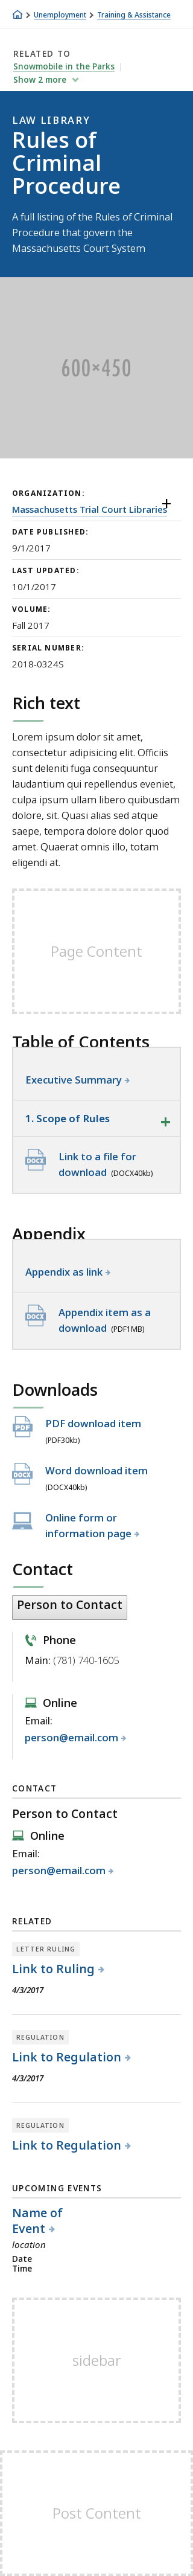 Unemployment Training & Assistance
RELATED TO
Snowmobile in the Parks
Show 2 more
LAW LIBRARY
Rules of
Criminal
Procedure
A full listing of the Rules of Criminal
Procedure that govern the
Massachusetts Court System
600×450
ORGANIZATION:
Massachusetts Trial Court Libraries
DATE PUBLISHED:
9/1/2017
LAST UPDATED:
10/1/2017
VOLUME:
Fall 2017
SERIAL NUMBER:
2018-0324S
Rich text
Lorem ipsum dolor sit amet,
consectetur adipisicing elit. Officiis
sunt deleniti fuga consequuntur
laudantium qui repellendus eveniet,
culpa ipsum ullam libero quibusdam
dolore, sit. Quasi alias sed atque
saepe, tempora dolore dolor quod
amet. Quaerat omnis illo, totam
eligendi at.
Page Content
Table of Contents
Executive Summary
1. Scope of Rules
DOCX
Link to a file for
download (DOCX40kb)
Appendix
Appendix as link
DOCX
Appendix item as a
download (PDF1MB)
Downloads
PDF
PDF download item
(PDF30kb)
DOCX
Word download item
(DOCX40kb)
Online form or
information page
Contact
Person to Contact
Phone
Main: (781) 740-1605
Online
Email:
person@email.com
CONTACT
Person to Contact
Online
Email:
person@email.com
RELATED
LETTER RULING
Link to Ruling
4/3/2017
REGULATION
Link to Regulation
4/3/2017
REGULATION
Link to Regulation
UPCOMING EVENTS
Name of
Event
location
Date
Time
sidebar
Post Content